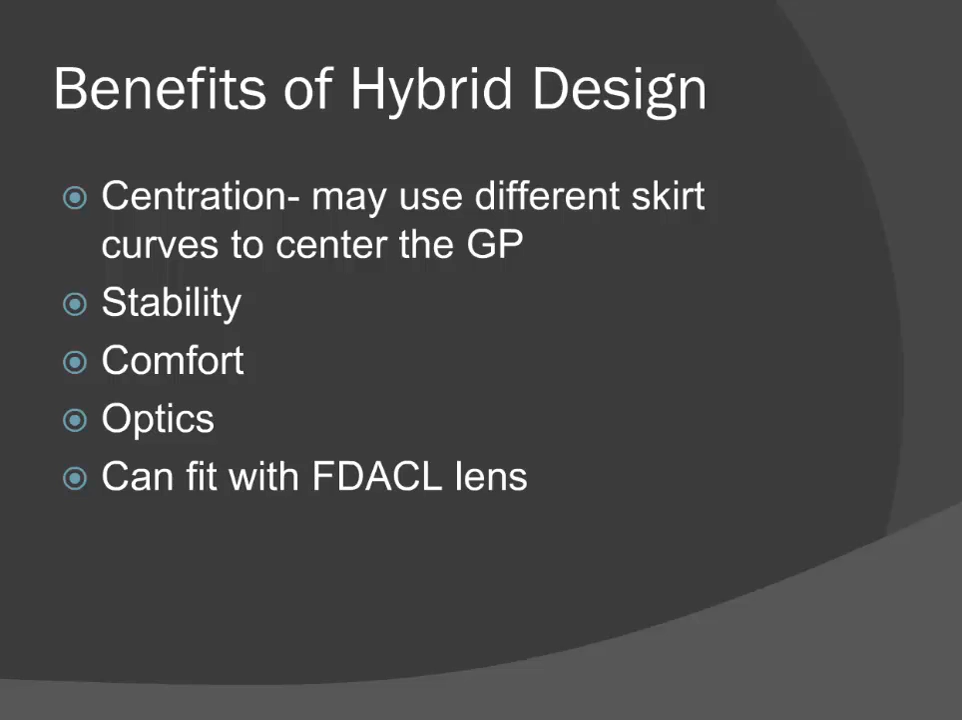 Benefits of Hybrid Design
Centration- may use different skirt
curves to center the GP
Stability
Comfort
Optics
Can fit with FDACL lens